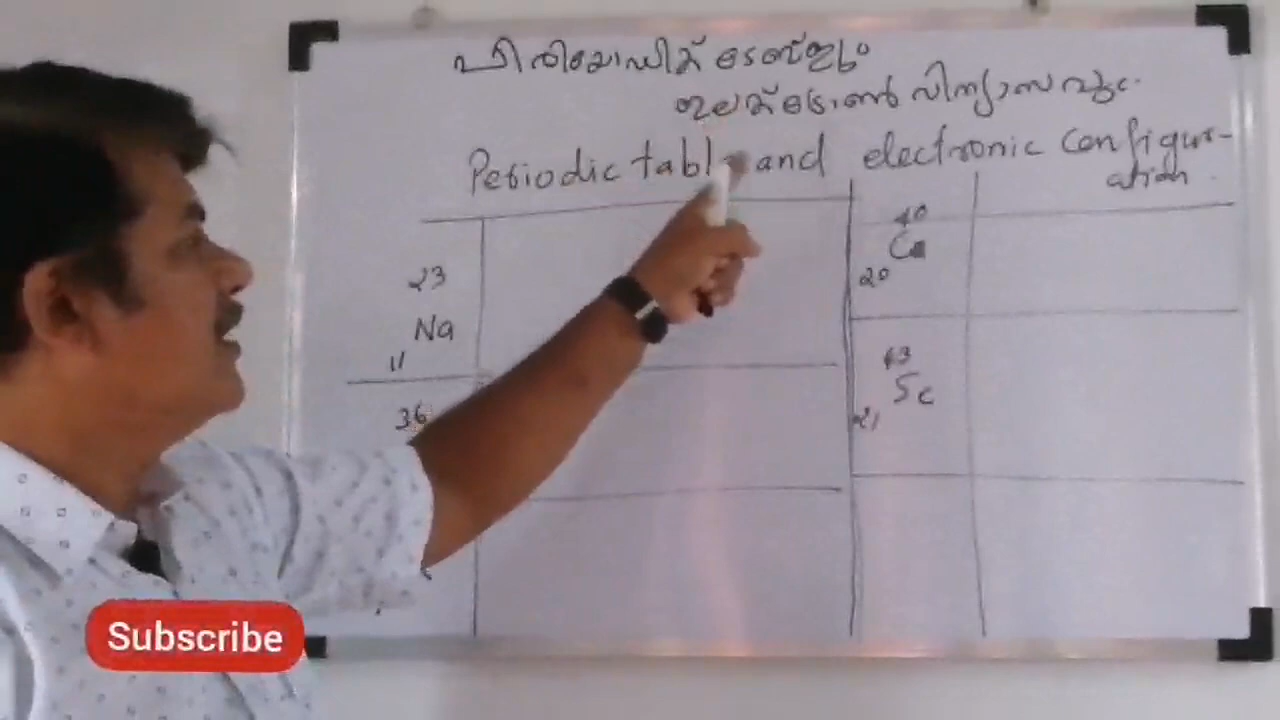 പിരിയോഡിക് ടേബ്ളും
ഇലക്ട്രോൺ വിന്യാസവും.
Periodic table and electronic configur-
ation.
23
Na
11
36
40
Ca
20
43
Sc
21
Subscribe